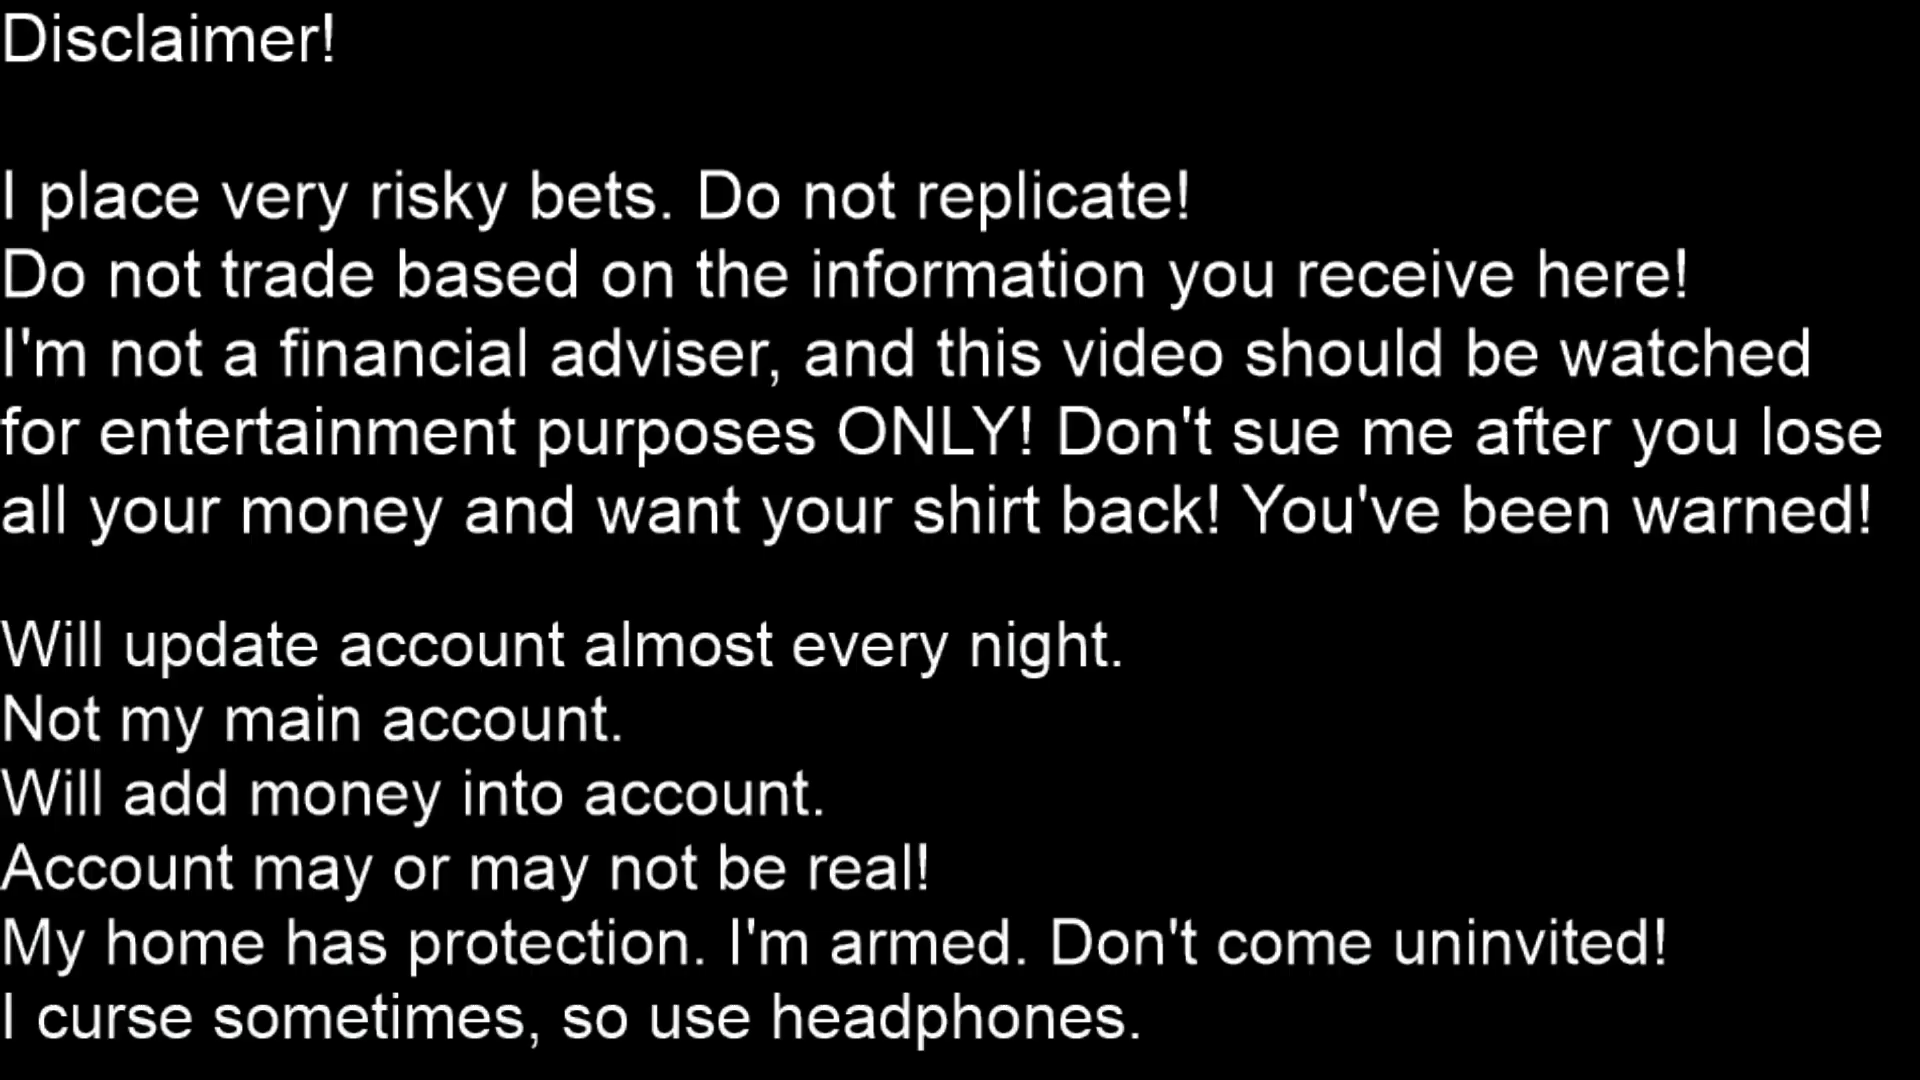 Disclaimer!
I place very risky bets. Do not replicate!
Do not trade based on the information you receive here!
I'm not a financial adviser, and this video should be watched
for entertainment purposes ONLY! Don't sue me after you lose
all your money and want your shirt back! You've been warned!
Will update account almost every night.
Not my main account.
Will add money into account.
Account may or may not be real!
My home has protection. I'm armed. Don't come uninvited!
I curse sometimes, so use headphones.